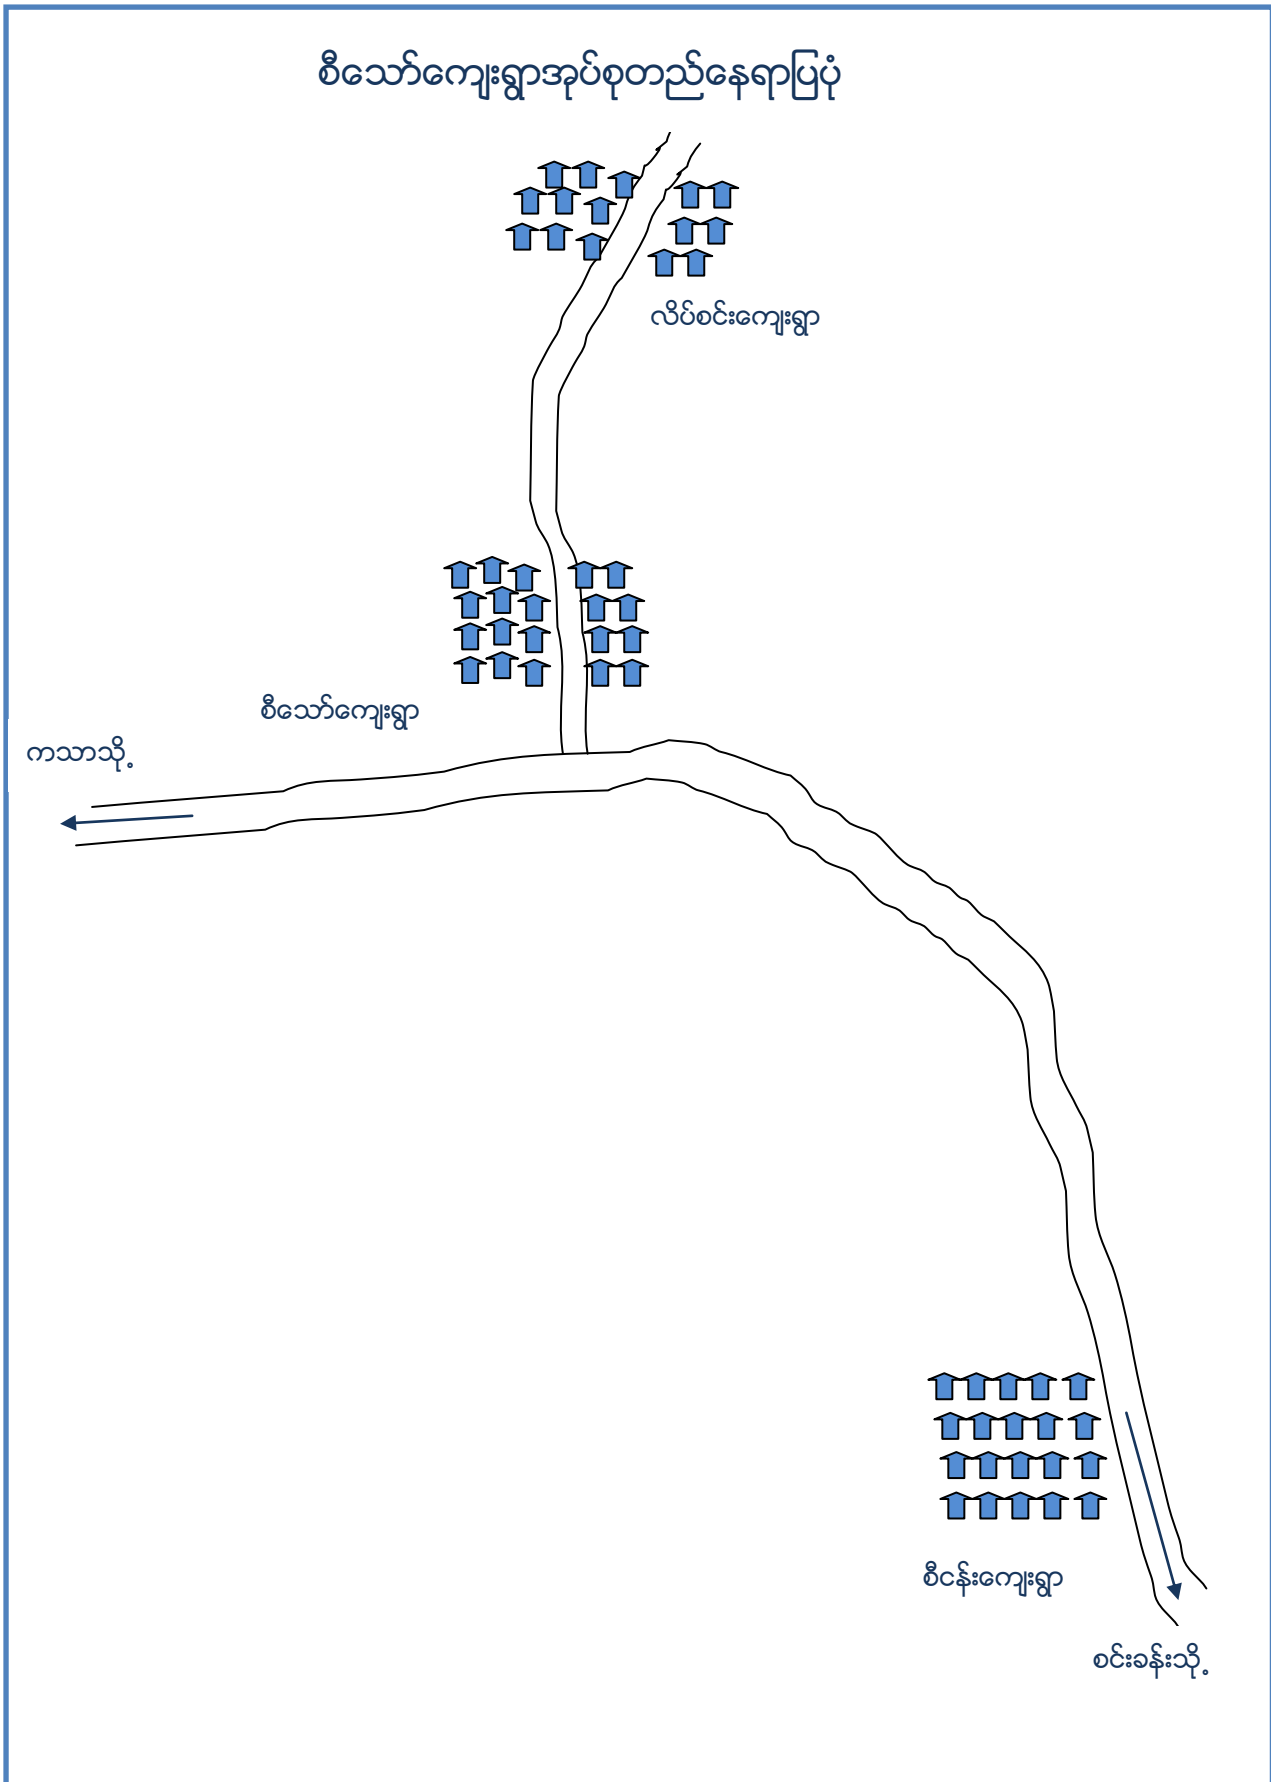 စီသော်ကျေးရွာအုပ်စုတည်နေရာပြပုံ
လိပ်စင်းကျေးရွာ
စီသော်ကျေးရွာ
ကသာသို့
စီငန်းကျေးရွာ
စင်းခန်းသို့